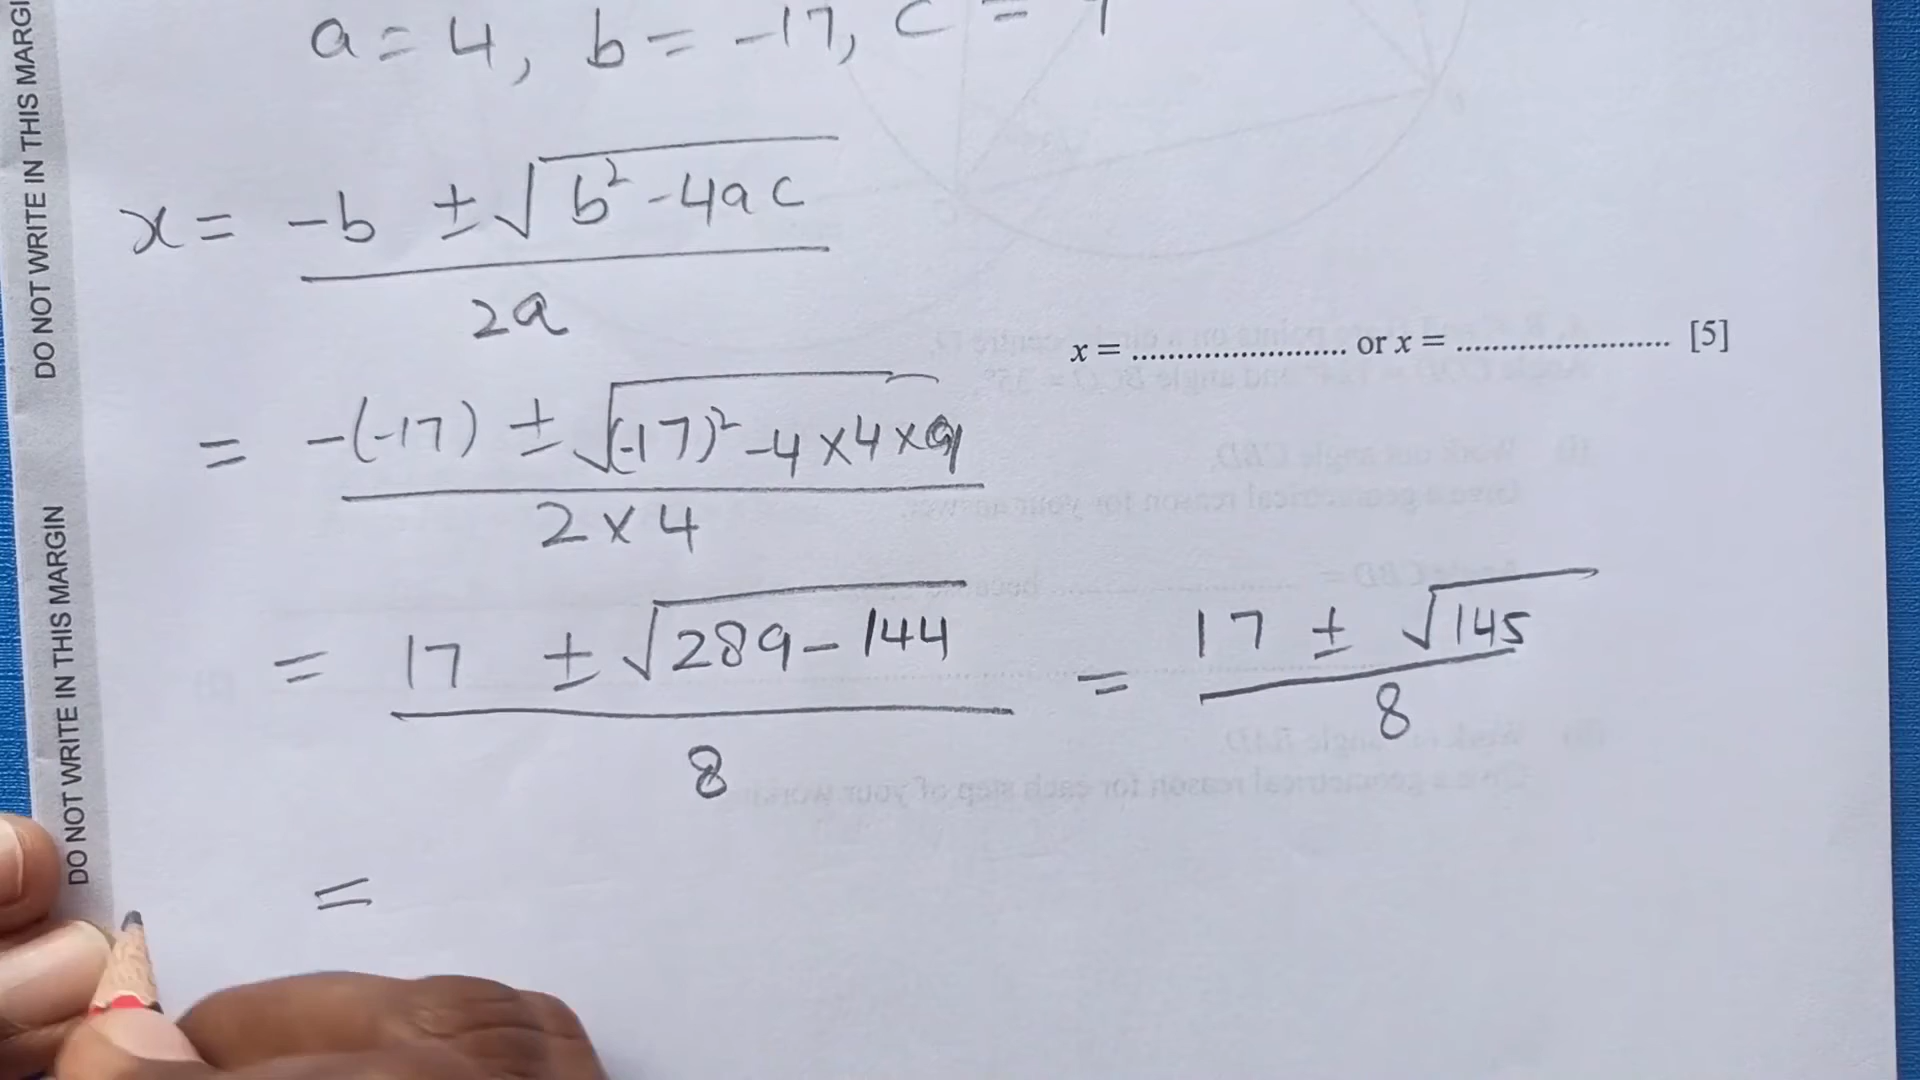 a = 4, b = -17, c =
x = -b ± √b² - 4ac
2a
x = ........................ or x = ........................ [5]
= -(-17) ± √(-17)² - 4 × 4 × 9
2 × 4
= 17 ± √289 - 144 = 17 ± √145
8 8
=
DO NOT WRITE IN THIS MARGI
DO NOT WRITE IN THIS MARGIN